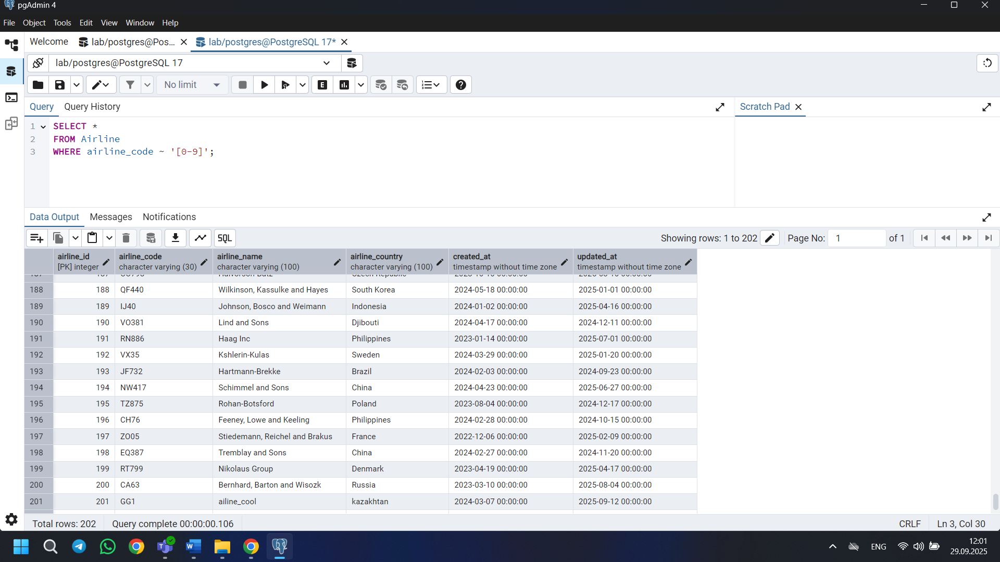 pgAdmin 4
File Object Tools Edit View Window Help
Welcome lab/postgres@Pos... lab/postgres@PostgreSQL 17*
lab/postgres@PostgreSQL 17
No limit
Query Query History Scratch Pad
1 SELECT *
2 FROM Airline
3 WHERE airline_code ~ '[0-9]';
Data Output Messages Notifications
SQL Showing rows: 1 to 202 Page No: 1 of 1
airline_id airline_code airline_name airline_country created_at updated_at
[PK] integer character varying (30) character varying (100) character varying (100) timestamp without time zone timestamp without time zone
188 188 QF440 Wilkinson, Kassulke and Hayes South Korea 2024-05-18 00:00:00 2025-01-01 00:00:00
189 189 IJ40 Johnson, Bosco and Weimann Indonesia 2024-01-02 00:00:00 2025-04-16 00:00:00
190 190 VO381 Lind and Sons Djibouti 2024-04-17 00:00:00 2024-12-11 00:00:00
191 191 RN886 Haag Inc Philippines 2023-01-14 00:00:00 2025-07-01 00:00:00
192 192 VX35 Kshlerin-Kulas Sweden 2024-03-29 00:00:00 2025-01-20 00:00:00
193 193 JF732 Hartmann-Brekke Brazil 2024-02-03 00:00:00 2024-09-23 00:00:00
194 194 NW417 Schimmel and Sons China 2024-04-23 00:00:00 2025-06-27 00:00:00
195 195 TZ875 Rohan-Botsford Poland 2023-08-04 00:00:00 2024-12-17 00:00:00
196 196 CH76 Feeney, Lowe and Keeling Philippines 2024-02-28 00:00:00 2024-10-15 00:00:00
197 197 ZO05 Stiedemann, Reichel and Brakus France 2022-12-06 00:00:00 2025-02-09 00:00:00
198 198 EQ387 Tremblay and Sons China 2024-02-27 00:00:00 2024-11-20 00:00:00
199 199 RT799 Nikolaus Group Denmark 2023-04-19 00:00:00 2025-04-17 00:00:00
200 200 CA63 Bernhard, Barton and Wisozk Russia 2023-03-10 00:00:00 2025-08-04 00:00:00
201 201 GG1 ailine_cool kazakhtan 2024-03-07 00:00:00 2025-09-12 00:00:00
Total rows: 202 Query complete 00:00:00.106 CRLF Ln 3, Col 30
ENG 12:01
29.09.2025